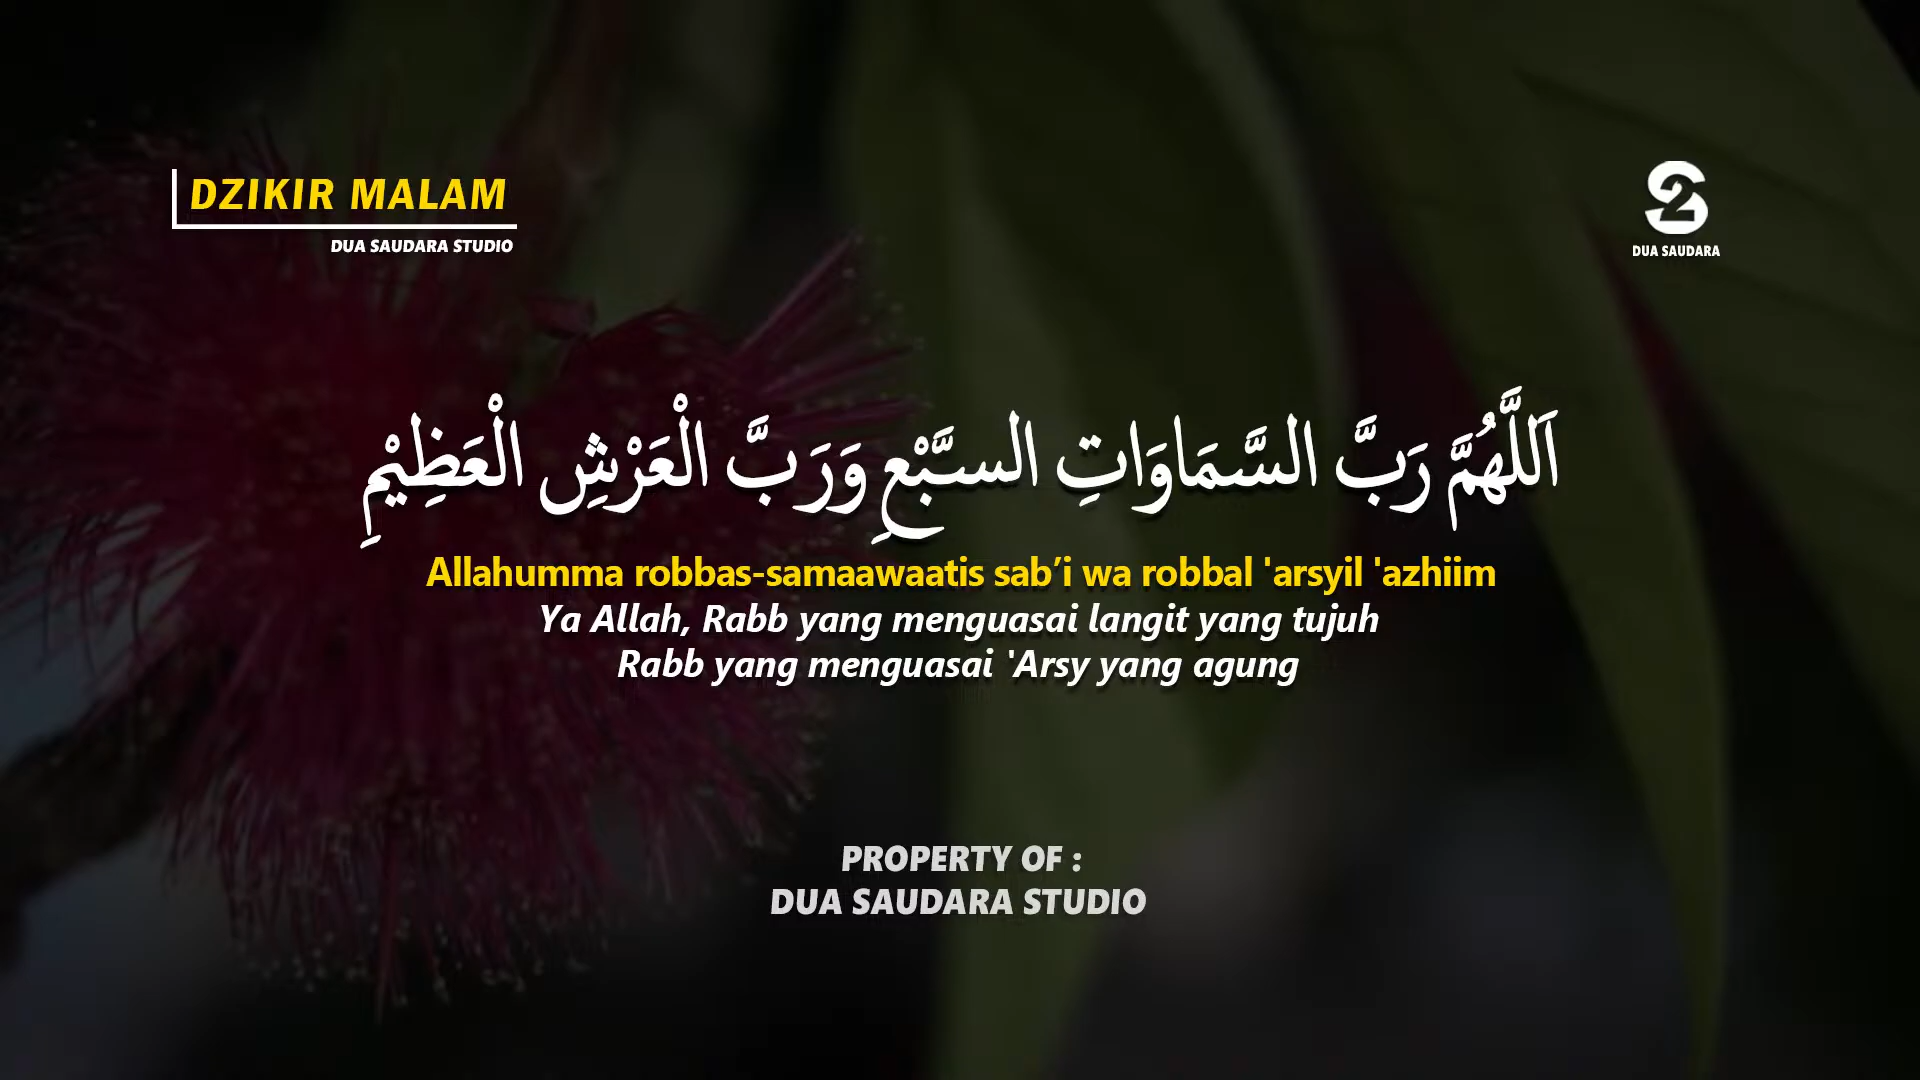 DZIKIR MALAM
DUA SAUDARA STUDIO
S2
DUA SAUDARA
اَللَّهُمَّ رَبَّ السَّمَاوَاتِ السَّبْعِ وَرَبَّ الْعَرْشِ الْعَظِيْمِ
Allahumma robbas-samaawaatis sab’i wa robbal 'arsyil 'azhiim
Ya Allah, Rabb yang menguasai langit yang tujuh
Rabb yang menguasai 'Arsy yang agung
PROPERTY OF :
DUA SAUDARA STUDIO